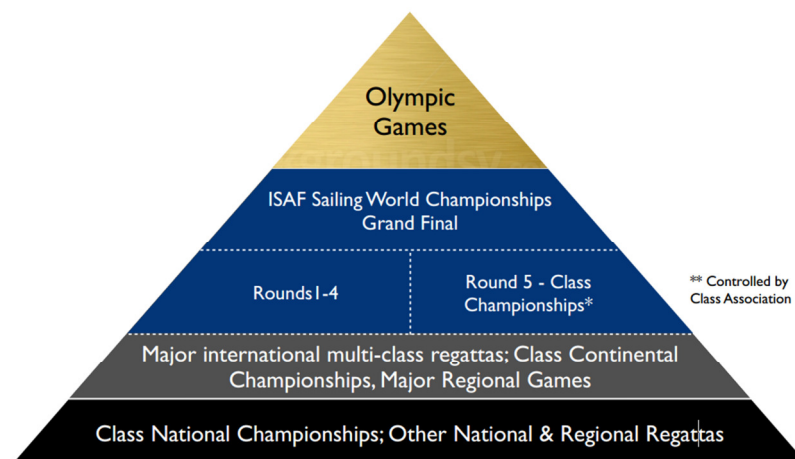 Olympic
Games
ISAF Sailing World Championships
Grand Final
Rounds1-4
Round 5 - Class
Championships*
** Controlled by
Class Association
Major international multi-class regattas; Class Continental
Championships, Major Regional Games
Class National Championships; Other National & Regional Regattas